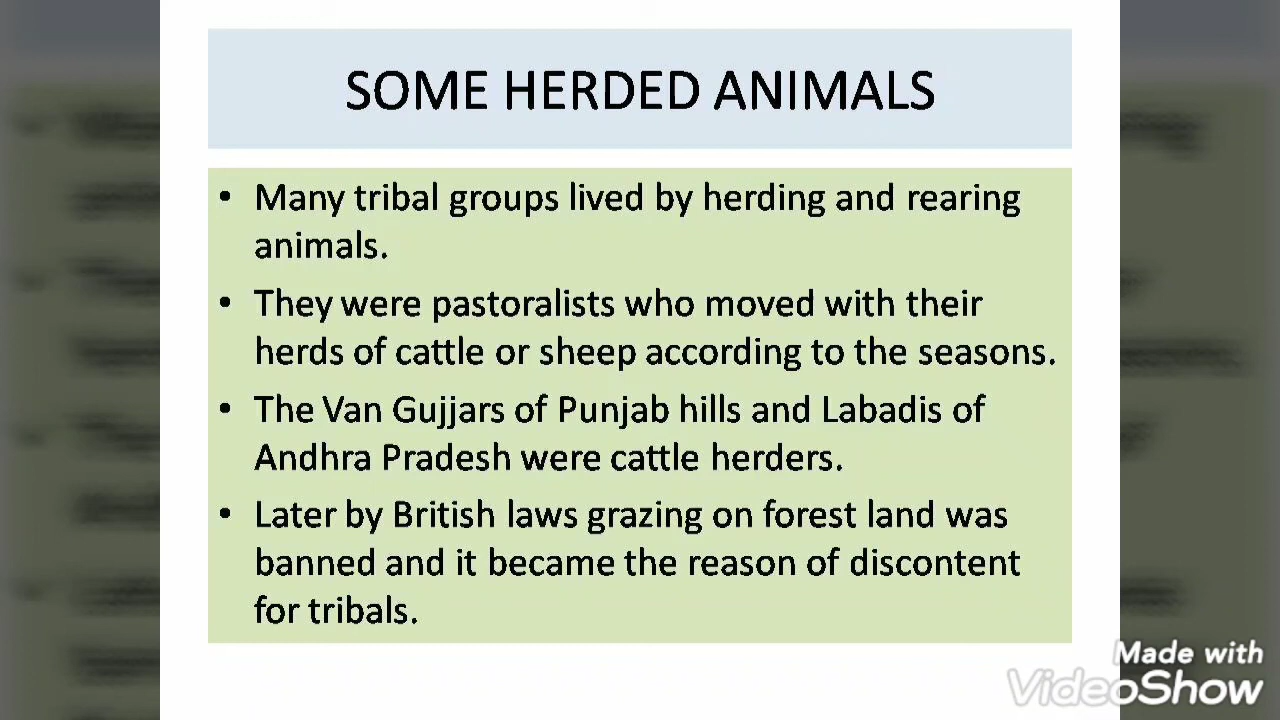 SOME HERDED ANIMALS
• Many tribal groups lived by herding and rearing
animals.
• They were pastoralists who moved with their
herds of cattle or sheep according to the seasons.
• The Van Gujjars of Punjab hills and Labadis of
Andhra Pradesh were cattle herders.
• Later by British laws grazing on forest land was
banned and it became the reason of discontent
for tribals.
Made with
VideoShow